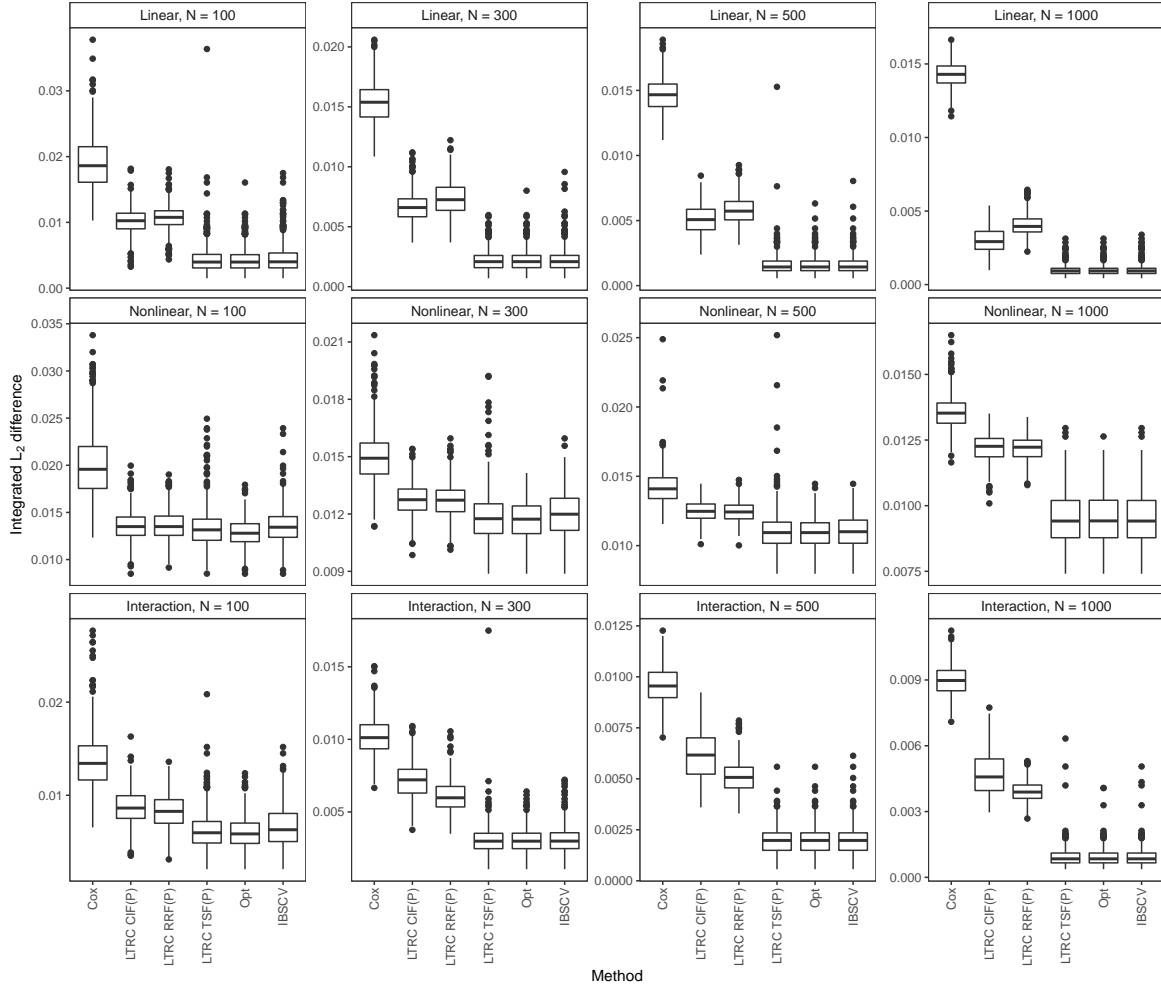 Linear, N = 100
Linear, N = 300
Linear, N = 500
Linear, N = 1000
0.03
0.02
0.01
0.00
0.020
0.015
0.010
0.005
0.000
0.015
0.010
0.005
0.000
0.015
0.010
0.005
0.000
Nonlinear, N = 100
Nonlinear, N = 300
Nonlinear, N = 500
Nonlinear, N = 1000
0.035
0.030
0.025
0.020
0.015
0.010
0.021
0.018
0.015
0.012
0.009
0.025
0.020
0.015
0.010
0.0150
0.0125
0.0100
0.0075
Interaction, N = 100
Interaction, N = 300
Interaction, N = 500
Interaction, N = 1000
0.02
0.01
0.015
0.010
0.005
0.0125
0.0100
0.0075
0.0050
0.0025
0.0000
0.009
0.006
0.003
0.000
Integrated L₂ difference
Cox
LTRC CIF(P)
LTRC RRF(P)
LTRC TSF(P)
Opt
IBSCV
Cox
LTRC CIF(P)
LTRC RRF(P)
LTRC TSF(P)
Opt
IBSCV
Cox
LTRC CIF(P)
LTRC RRF(P)
LTRC TSF(P)
Opt
IBSCV
Cox
LTRC CIF(P)
LTRC RRF(P)
LTRC TSF(P)
Opt
IBSCV
Method